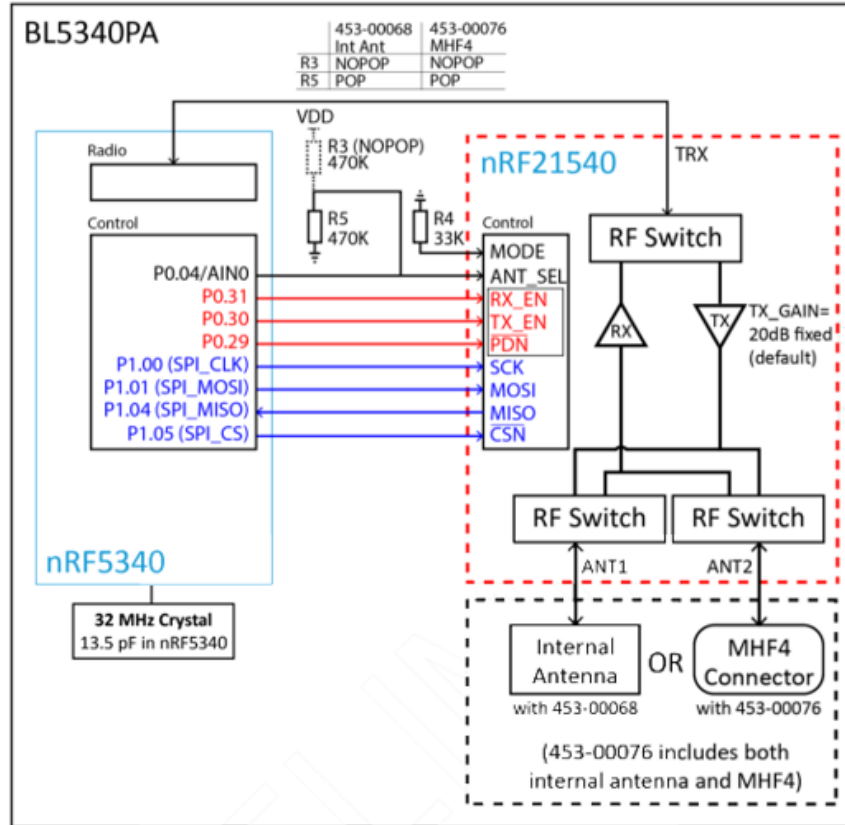 BL5340PA
453-00068 453-00076
Int Ant MHF4
R3 NOPOP NOPOP
R5 POP POP
VDD
R3 (NOPOP)
470K
R5
470K
R4
33K
TRX
Radio
Control
P0.04/AIN0
P0.31
P0.30
P0.29
P1.00 (SPI_CLK)
P1.01 (SPI_MOSI)
P1.04 (SPI_MISO)
P1.05 (SPI_CS)
nRF5340
32 MHz Crystal
13.5 pF in nRF5340
nRF21540
Control
MODE
ANT_SEL
RX_EN
TX_EN
PDN
SCK
MOSI
MISO
CSN
RF Switch
RX
TX
TX_GAIN=
20dB fixed
(default)
RF Switch
RF Switch
ANT1
ANT2
Internal
Antenna
OR
MHF4
Connector
with 453-00068
with 453-00076
(453-00076 includes both
internal antenna and MHF4)